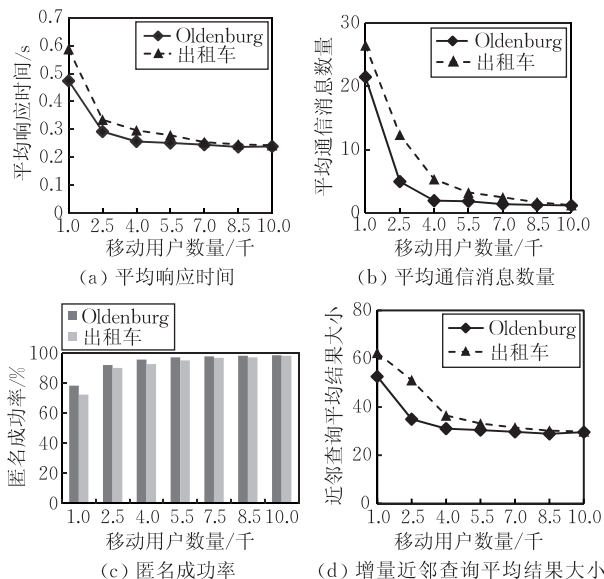 平均响应时间/s
0.7
0.6
0.5
0.4
0.3
0.2
0.1
0
Oldenburg
出租车
1.0 2.5 4.0 5.5 7.0 8.5 10.0
移动用户数量/千
(a) 平均响应时间
平均通信消息数量
30
20
10
0
Oldenburg
出租车
1.0 2.5 4.0 5.5 7.0 8.5 10.0
移动用户数量/千
(b) 平均通信消息数量
Oldenburg
出租车
匿名成功率/%
100
80
60
40
20
0
1.0 2.5 4.0 5.5 7.5 8.5 10.0
移动用户数量/千
(c) 匿名成功率
近邻查询平均结果大小
80
60
40
20
0
Oldenburg
出租车
1.0 2.5 4.0 5.5 7.0 8.5 10.0
移动用户数量/千
(d) 增量近邻查询平均结果大小